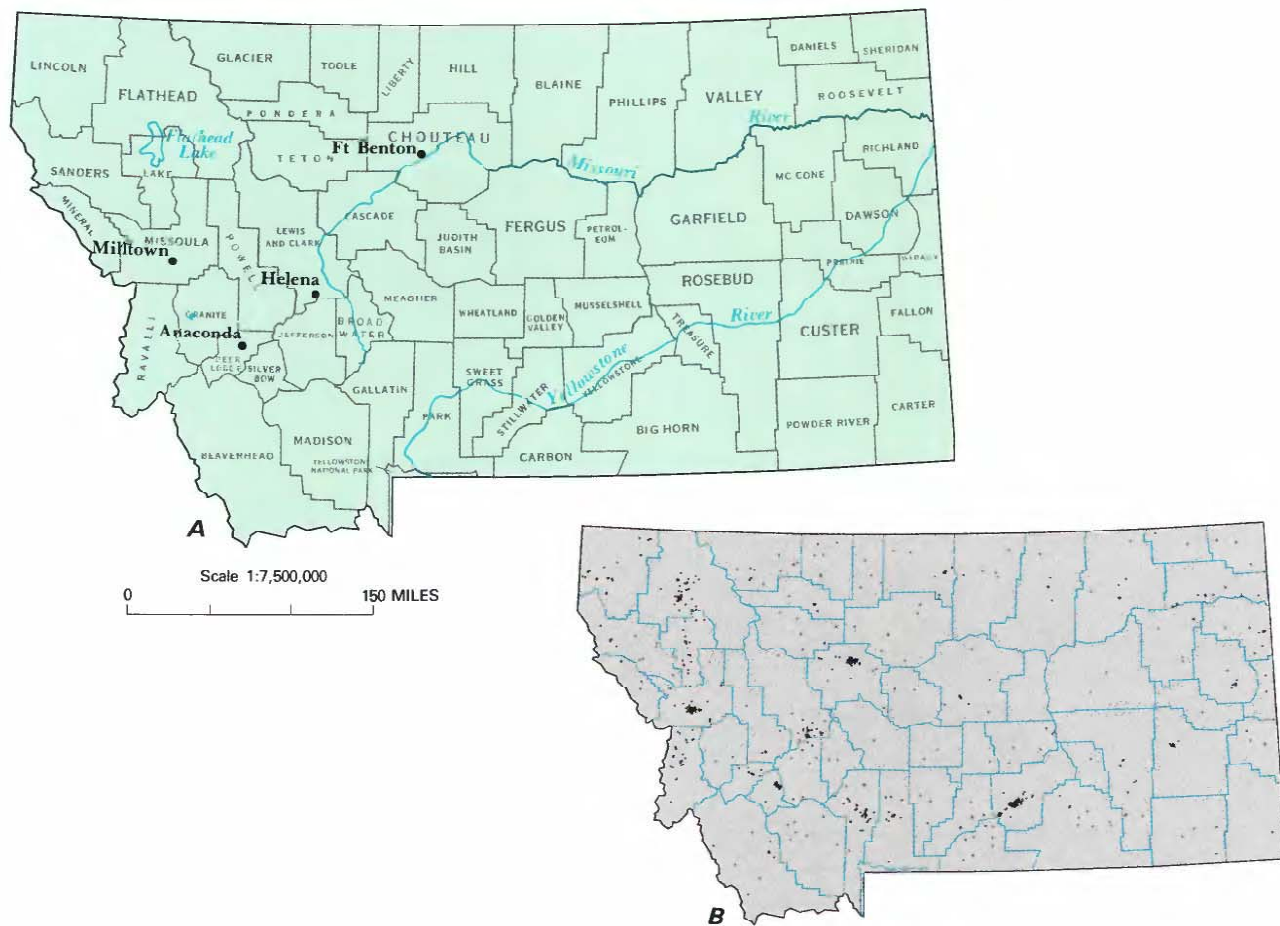 DANIELS
SHERIDAN
GLACIER
LINCOLN
TOOLE
LIBERTY
HILL
BLAINE
VALLEY
ROOSEVELT
FLATHEAD
PHILLIPS
PONDERA
River
CHOUTEAU
Flathead
Lake
Ft Benton
TETON
RICHLAND
SANDERS
LAKE
Missouri
MC CONE
MINERAL
CASCADE
FERGUS
GARFIELD
DAWSON
LEWIS
AND CLARK
PETROL-
EUM
MISSOULA
POWELL
JUDITH
BASIN
Milltown
PRAIRIE
Helena
ROSEBUD
MEAGHER
GRANITE
WHEATLAND
GOLDEN
VALLEY
MUSSELSHELL
River
FALLON
Anaconda
JEFFERSON
BROAD
WATER
TREASURE
CUSTER
RAVALLI
DEER
LODGE
SILVER
BOW
SWEET
GRASS
Yellowstone
YELLOWSTONE
GALLATIN
STILLWATER
PARK
CARTER
MADISON
BIG HORN
POWDER RIVER
BEAVERHEAD
YELLOWSTONE
NATIONAL PARK
CARBON
A
Scale 1:7,500,000
0
150 MILES
B